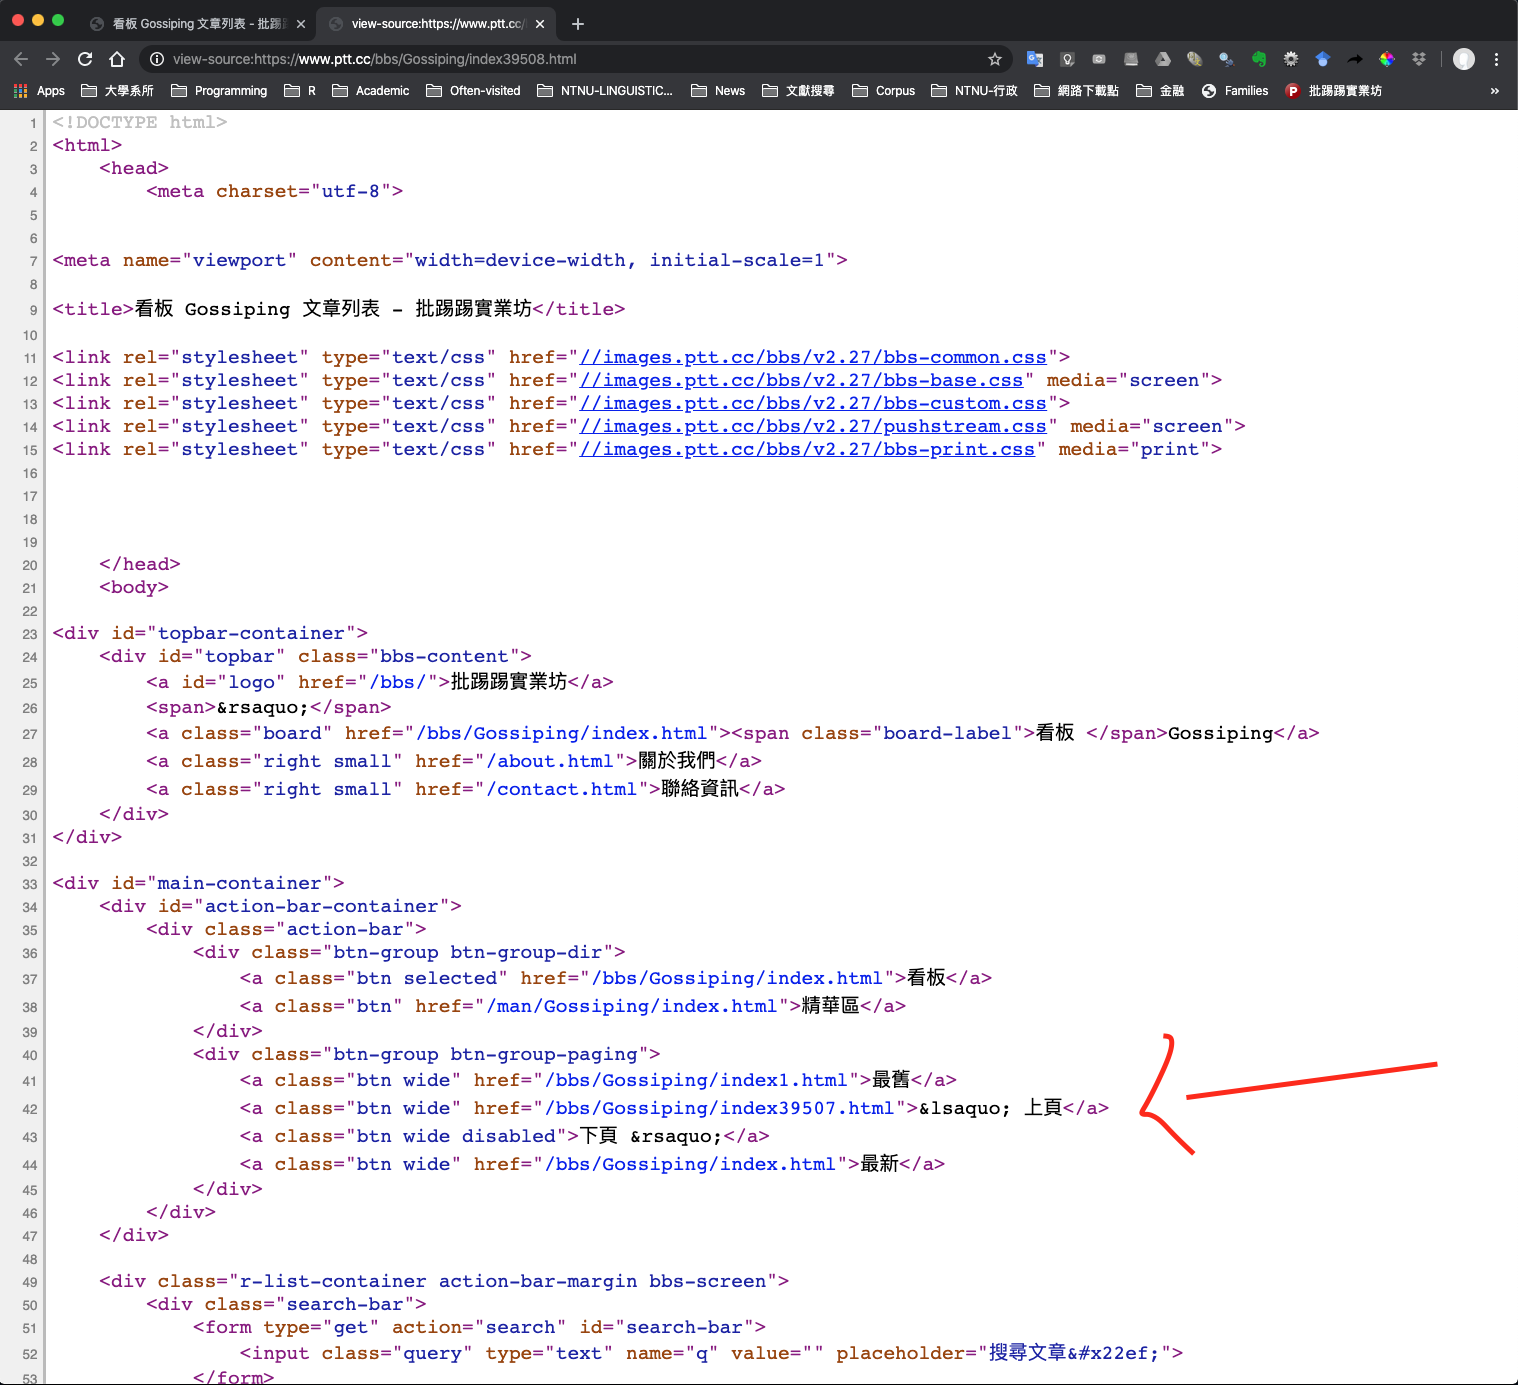 看板 Gossiping 文章列表 - 批踢
view-source:https://www.ptt.cc/
view-source:https://www.ptt.cc/bbs/Gossiping/index39508.html
Apps 大學系所 Programming R Academic Often-visited NTNU-LINGUISTIC... News 文獻搜尋 Corpus NTNU-行政 網路下載點 金融 Families P 批踢踢實業坊 »
1 <!DOCTYPE html>
2 <html>
3 <head>
4 <meta charset="utf-8">
5
6
7 <meta name="viewport" content="width=device-width, initial-scale=1">
8
9 <title>看板 Gossiping 文章列表 - 批踢踢實業坊</title>
10
11 <link rel="stylesheet" type="text/css" href="//images.ptt.cc/bbs/v2.27/bbs-common.css">
12 <link rel="stylesheet" type="text/css" href="//images.ptt.cc/bbs/v2.27/bbs-base.css" media="screen">
13 <link rel="stylesheet" type="text/css" href="//images.ptt.cc/bbs/v2.27/bbs-custom.css">
14 <link rel="stylesheet" type="text/css" href="//images.ptt.cc/bbs/v2.27/pushstream.css" media="screen">
15 <link rel="stylesheet" type="text/css" href="//images.ptt.cc/bbs/v2.27/bbs-print.css" media="print">
16
17
18
19
20 </head>
21 <body>
22
23 <div id="topbar-container">
24 <div id="topbar" class="bbs-content">
25 <a id="logo" href="/bbs/">批踢踢實業坊</a>
26 <span>&rsaquo;</span>
27 <a class="board" href="/bbs/Gossiping/index.html"><span class="board-label">看板 </span>Gossiping</a>
28 <a class="right small" href="/about.html">關於我們</a>
29 <a class="right small" href="/contact.html">聯絡資訊</a>
30 </div>
31 </div>
32
33 <div id="main-container">
34 <div id="action-bar-container">
35 <div class="action-bar">
36 <div class="btn-group btn-group-dir">
37 <a class="btn selected" href="/bbs/Gossiping/index.html">看板</a>
38 <a class="btn" href="/man/Gossiping/index.html">精華區</a>
39 </div>
40 <div class="btn-group btn-group-paging">
41 <a class="btn wide" href="/bbs/Gossiping/index1.html">最舊</a>
42 <a class="btn wide" href="/bbs/Gossiping/index39507.html">&lsaquo; 上頁</a>
43 <a class="btn wide disabled">下頁 &rsaquo;</a>
44 <a class="btn wide" href="/bbs/Gossiping/index.html">最新</a>
45 </div>
46 </div>
47 </div>
48
49 <div class="r-list-container action-bar-margin bbs-screen">
50 <div class="search-bar">
51 <form type="get" action="search" id="search-bar">
52 <input class="query" type="text" name="q" value="" placeholder="搜尋文章&#x22ef;">
53 </form>